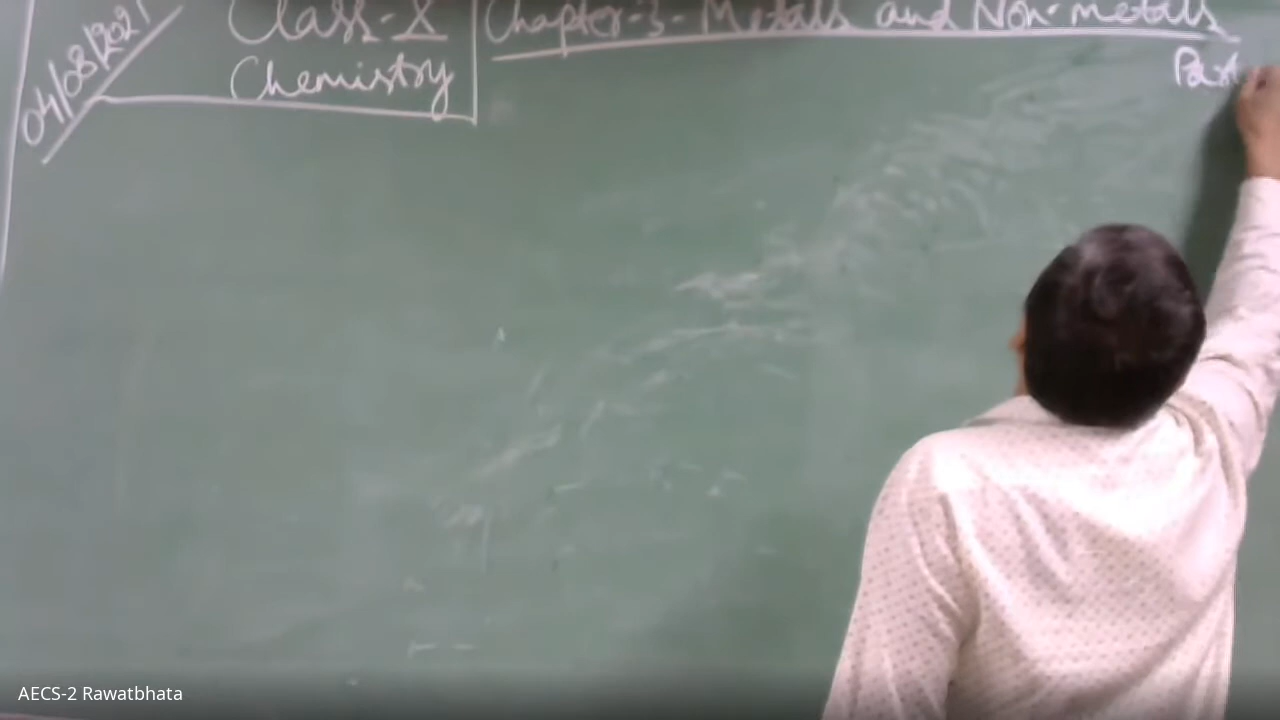 04/08/2021
Class-X
Chemistry
Chapter-3- Metals and Non-metals
Part
AECS-2 Rawatbhata